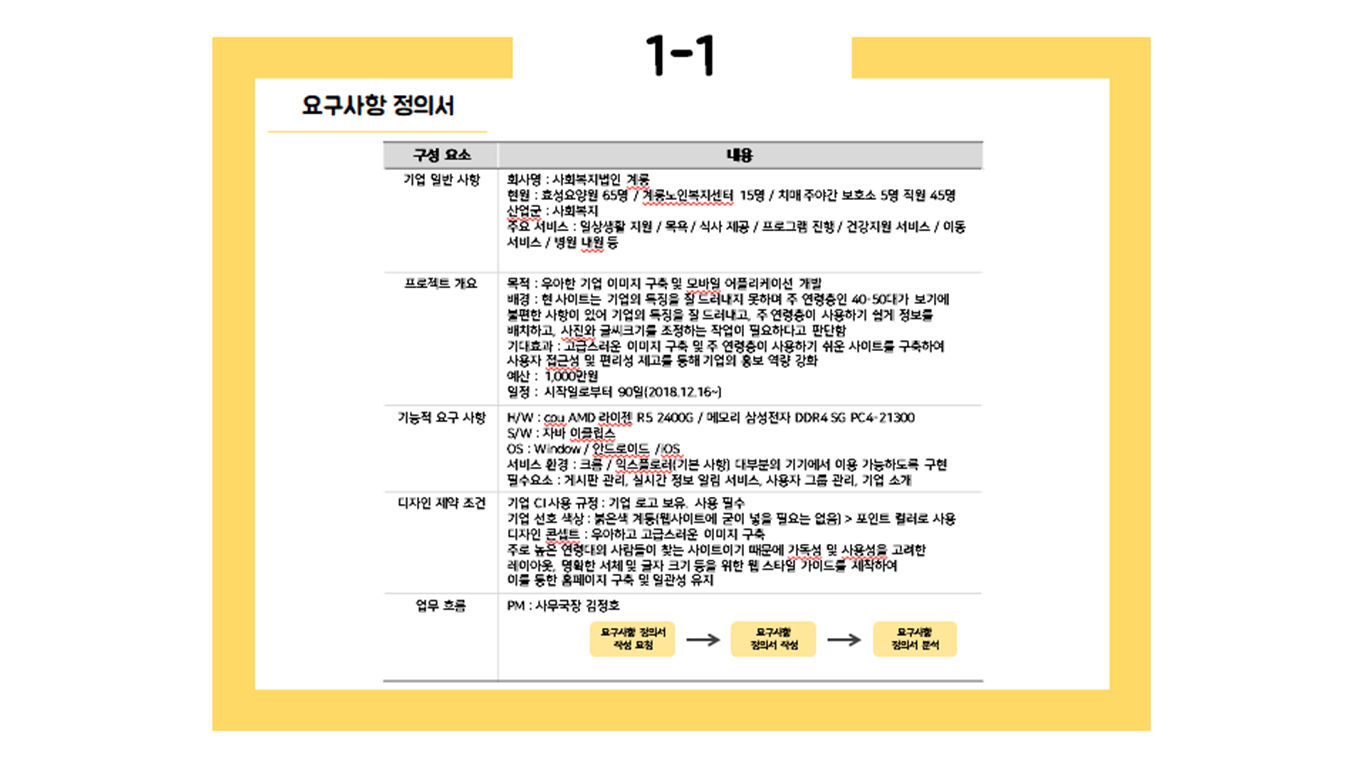 1-1
요구사항 정의서
구성 요소 내용
기업 일반 사항 회사명 : 사회복지법인 계룡
현원 : 효성요양원 65명 / 계룡노인복지센터 15명 / 치매 주야간 보호소 5명 직원 45명
산업군 : 사회복지
주요 서비스 : 일상생활 지원 / 목욕 / 식사 제공 / 프로그램 진행 / 건강지원 서비스 / 이동
서비스 / 병원 내원 등
프로젝트 개요 목적 : 우아한 기업 이미지 구축 및 모바일 어플리케이션 개발
배경 : 현 사이트는 기업의 특징을 잘 드러내지 못하며 주 연령층인 40-50대가 보기에
불편한 사항이 있어 기업의 특징을 잘 드러내고, 주 연령층이 사용하기 쉽게 정보를
배치하고, 사진와 글씨크기를 조정하는 작업이 필요하다고 판단함
기대효과 : 고급스러운 이미지 구축 및 주 연령층이 사용하기 쉬운 사이트를 구축하여
사용자 접근성 및 편리성 제고를 통해 기업의 홍보 역량 강화
예산 : 1,000만원
일정 : 시작일로부터 90일(2018.12.16~)
기능적 요구 사항 H/W : cpu AMD 라이젠 R5 2400G / 메모리 삼성전자 DDR4 SG PC4-21300
S/W : 자바 이클립스
OS : Window / 안드로이드 /iOS
서비스 환경 : 크롬 / 익스플로러(기본 사항) 대부분의 기기에서 이용 가능하도록 구현
필수요소 : 게시판 관리, 실시간 정보 알림 서비스, 사용자 그룹 관리, 기업 소개
디자인 제약 조건 기업 CI 사용 규정 : 기업 로고 보유. 사용 필수
기업 선호 색상 : 붉은색 계통(웹사이트에 굳이 넣을 필요는 없음) > 포인트 컬러로 사용
디자인 콘셉트 : 우아하고 고급스러운 이미지 구축
주로 높은 연령대의 사람들이 찾는 사이트이기 때문에 가독성 및 사용성을 고려한
레이아웃, 명확한 서체 및 글자 크기 등을 위한 웹 스타일 가이드를 제작하여
이를 통한 홈페이지 구축 및 일관성 유지
업무 흐름 PM : 사무국장 김정호
요구사항 정의서
작성 요청
요구사항
정의서 작성
요구사항
정의서 분석